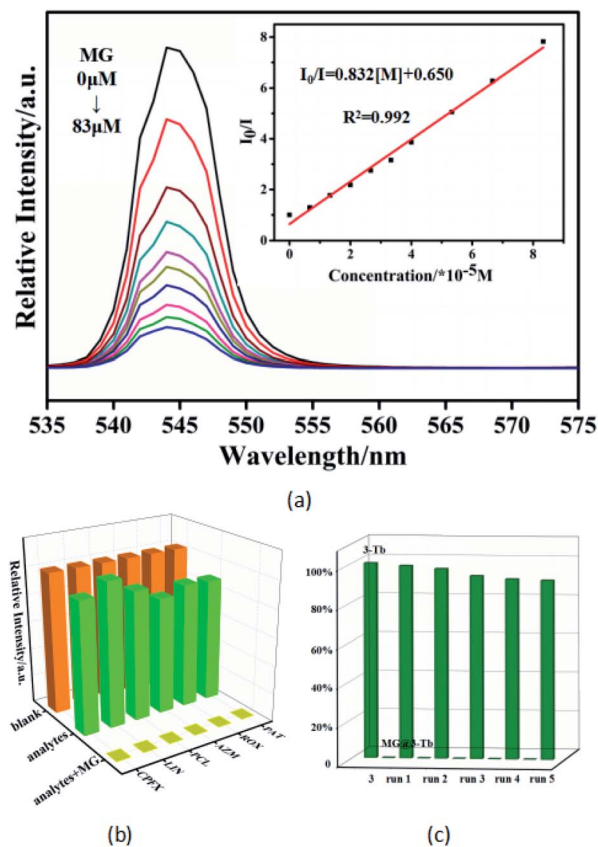 MG
0μM
↓
83μM
Relative Intensity/a.u.
I0/I=0.832[M]+0.650
R²=0.992
I0/I
8
6
4
2
0
0 2 4 6 8
Concentration/*10⁻⁵M
535 540 545 550 555 560 565 570 575
Wavelength/nm
(a)
Relative Intensity/a.u.
blank
analytes
analytes+MG
CPFX
LIN
PCL
AZM
ROX
PAT
(b)
3-Tb
100%
80%
60%
40%
20%
0
MG@3-Tb
3 run 1 run 2 run 3 run 4 run 5
(c)